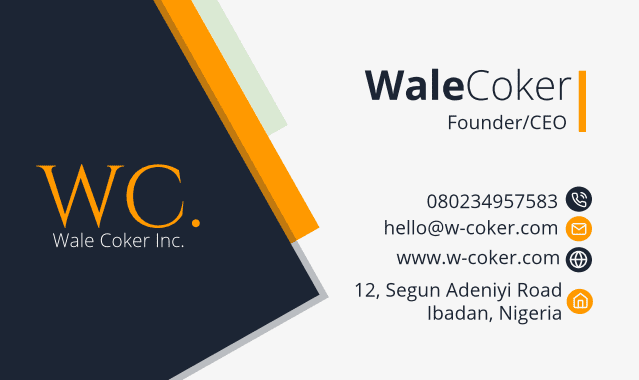 WC.
Wale Coker Inc.
WaleCoker
Founder/CEO
080234957583
hello@w-coker.com
www.w-coker.com
12, Segun Adeniyi Road
Ibadan, Nigeria